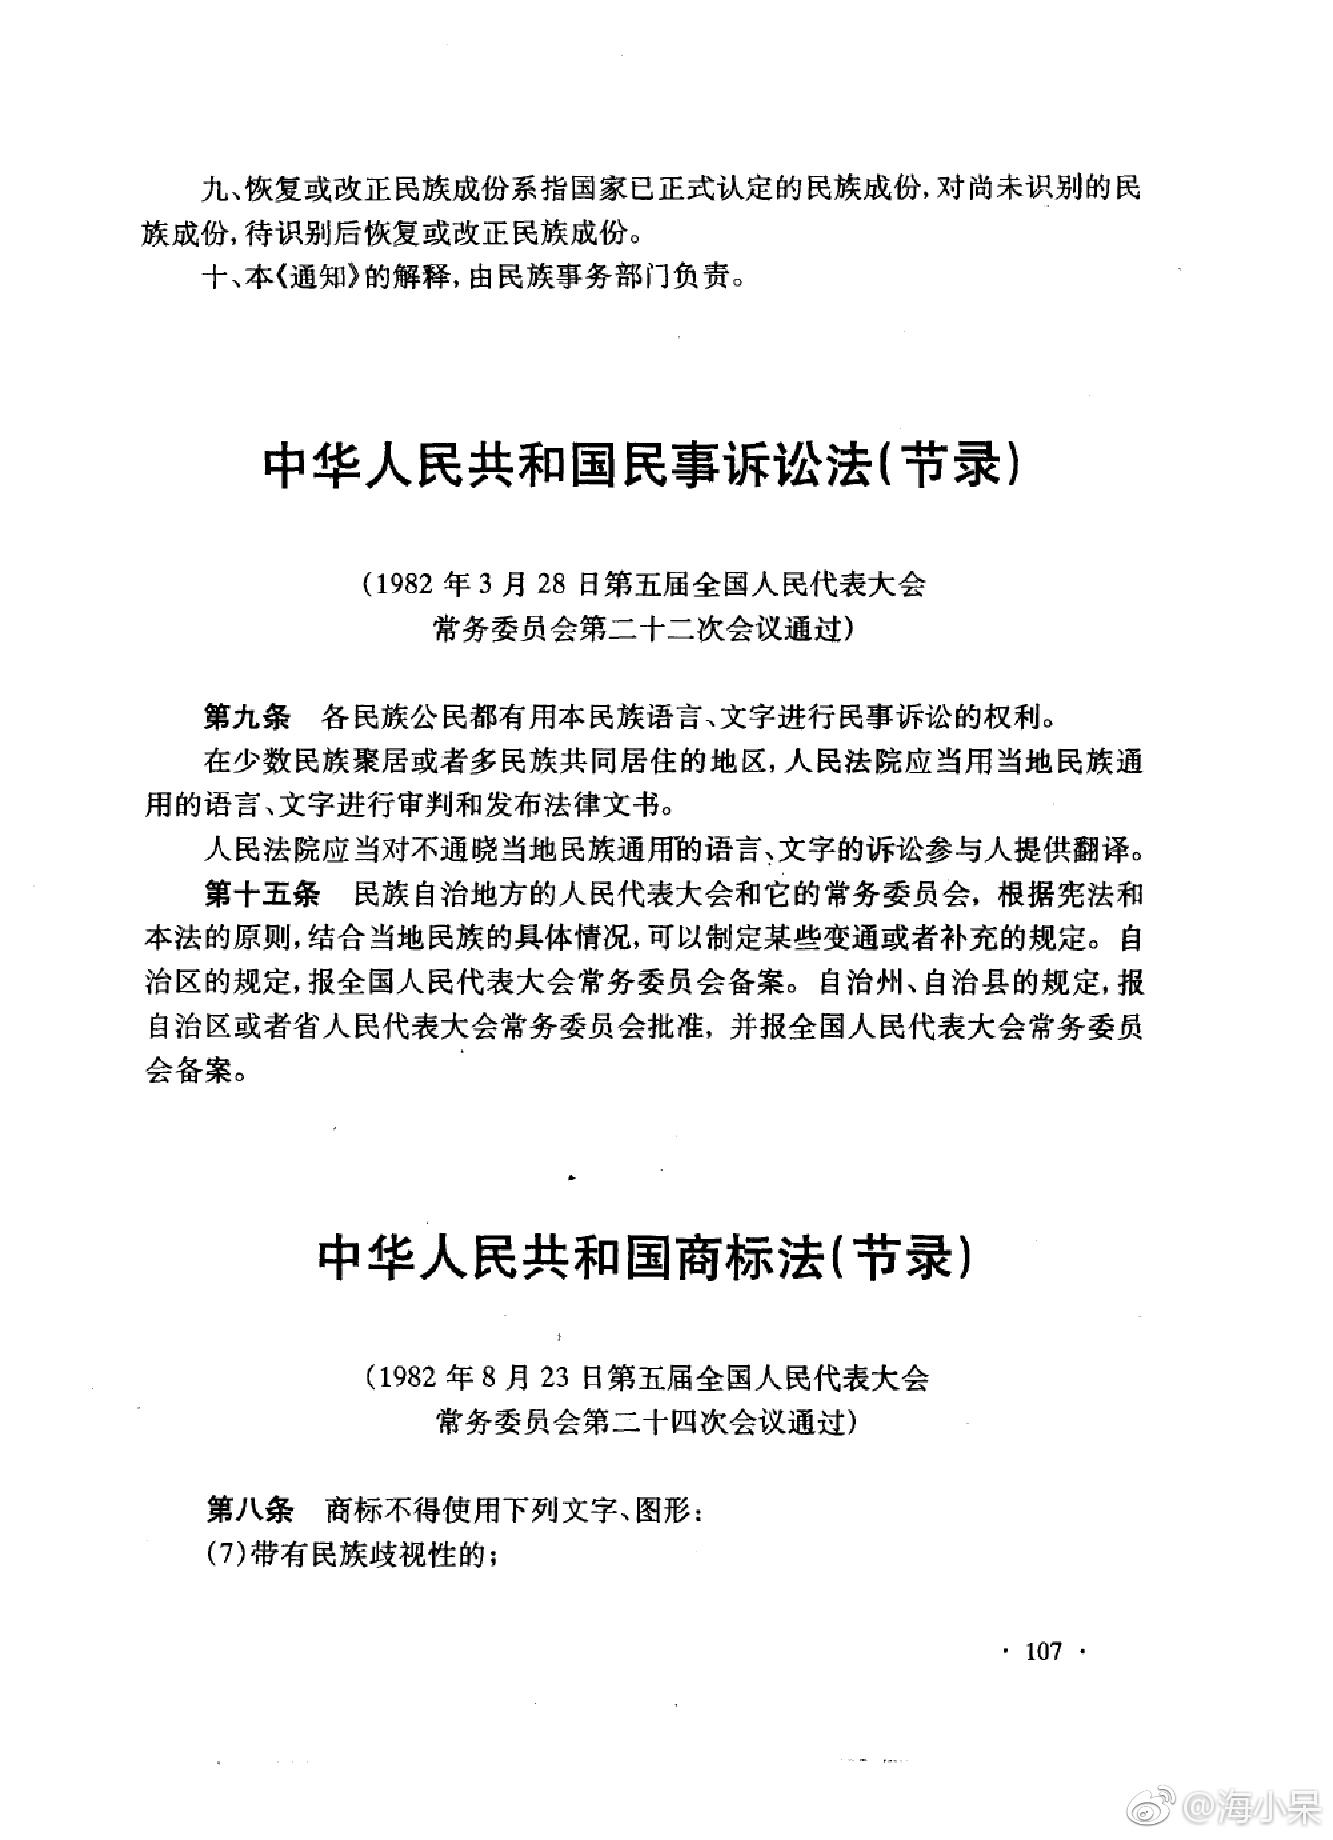 九、恢复或改正民族成份系指国家已正式认定的民族成份,对尚未识别的民
族成份,待识别后恢复或改正民族成份。
十、本《通知》的解释,由民族事务部门负责。
中华人民共和国民事诉讼法(节录)
(1982 年 3 月 28 日第五届全国人民代表大会
常务委员会第二十二次会议通过)
第九条 各民族公民都有用本民族语言、文字进行民事诉讼的权利。
在少数民族聚居或者多民族共同居住的地区,人民法院应当用当地民族通
用的语言、文字进行审判和发布法律文书。
人民法院应当对不通晓当地民族通用的语言、文字的诉讼参与人提供翻译。
第十五条 民族自治地方的人民代表大会和它的常务委员会,根据宪法和
本法的原则,结合当地民族的具体情况,可以制定某些变通或者补充的规定。自
治区的规定,报全国人民代表大会常务委员会备案。自治州、自治县的规定,报
自治区或者省人民代表大会常务委员会批准,并报全国人民代表大会常务委员
会备案。
中华人民共和国商标法(节录)
(1982 年 8 月 23 日第五届全国人民代表大会
常务委员会第二十四次会议通过)
第八条 商标不得使用下列文字、图形:
(7)带有民族歧视性的;
· 107 ·
@海小呆